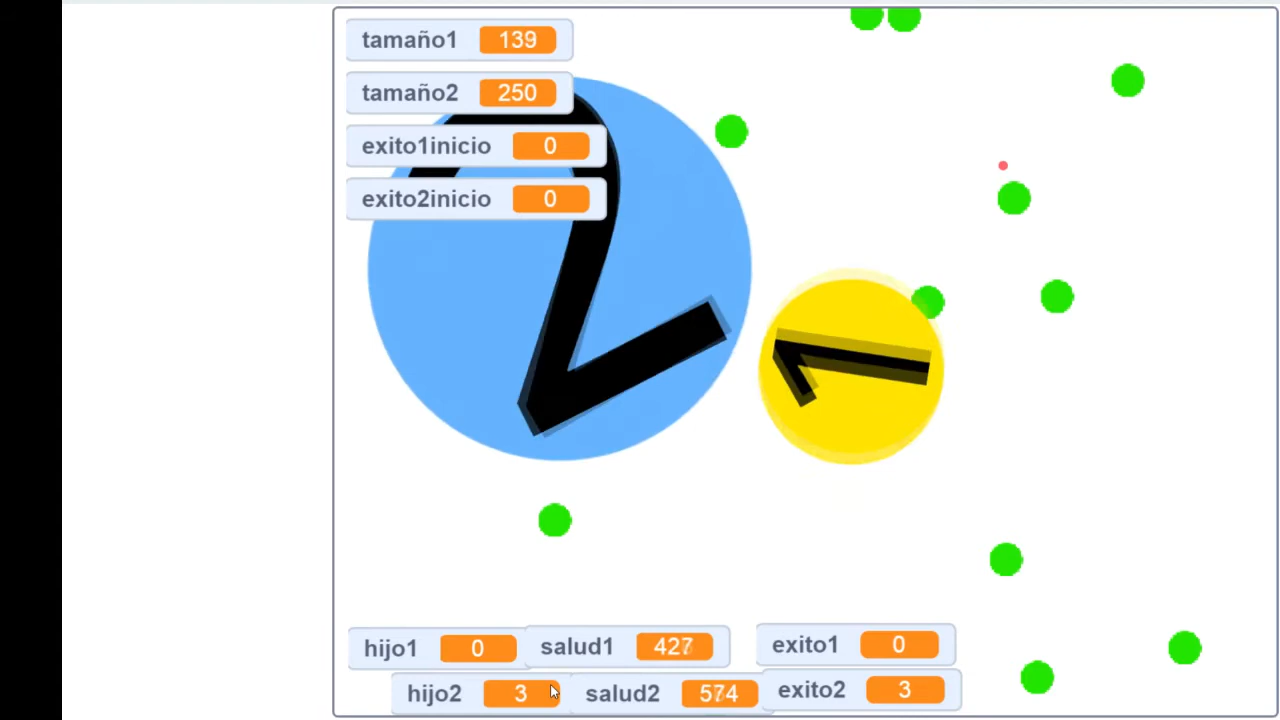 tamaño1 139
tamaño2 250
exito1inicio 0
exito2inicio 0
2
1
hijo1 0 salud1 427 exito1 0
hijo2 3 salud2 574 exito2 3